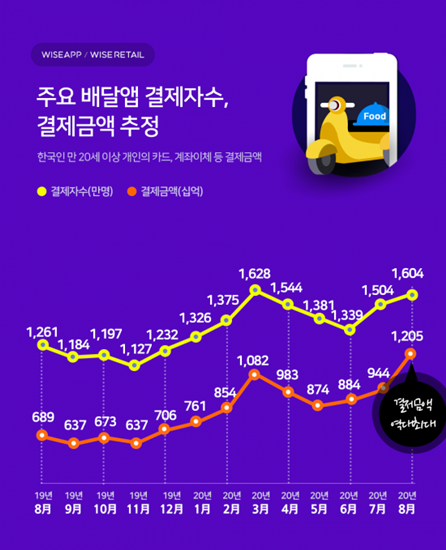 WISEAPP / WISERETAIL
주요 배달앱 결제자수,
결제금액 추정
한국인 만 20세 이상 개인의 카드, 계좌이체 등 결제금액
Food
결제자수(만명) 결제금액(십억)
1,261 1,184 1,197 1,127 1,232 1,326 1,375 1,628 1,544 1,381 1,339 1,504 1,604
689 637 673 637 706 761 854 1,082 983 874 884 944 1,205
결제금액
역대최대
19년 19년 19년 19년 19년 20년 20년 20년 20년 20년 20년 20년 20년
8월 9월 10월 11월 12월 1월 2월 3월 4월 5월 6월 7월 8월